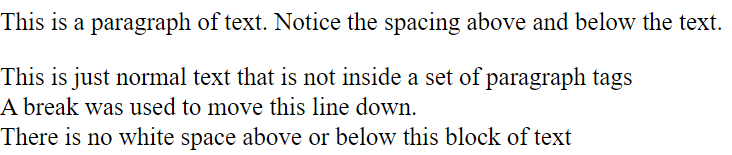 This is a paragraph of text. Notice the spacing above and below the text.
This is just normal text that is not inside a set of paragraph tags
A break was used to move this line down.
There is no white space above or below this block of text